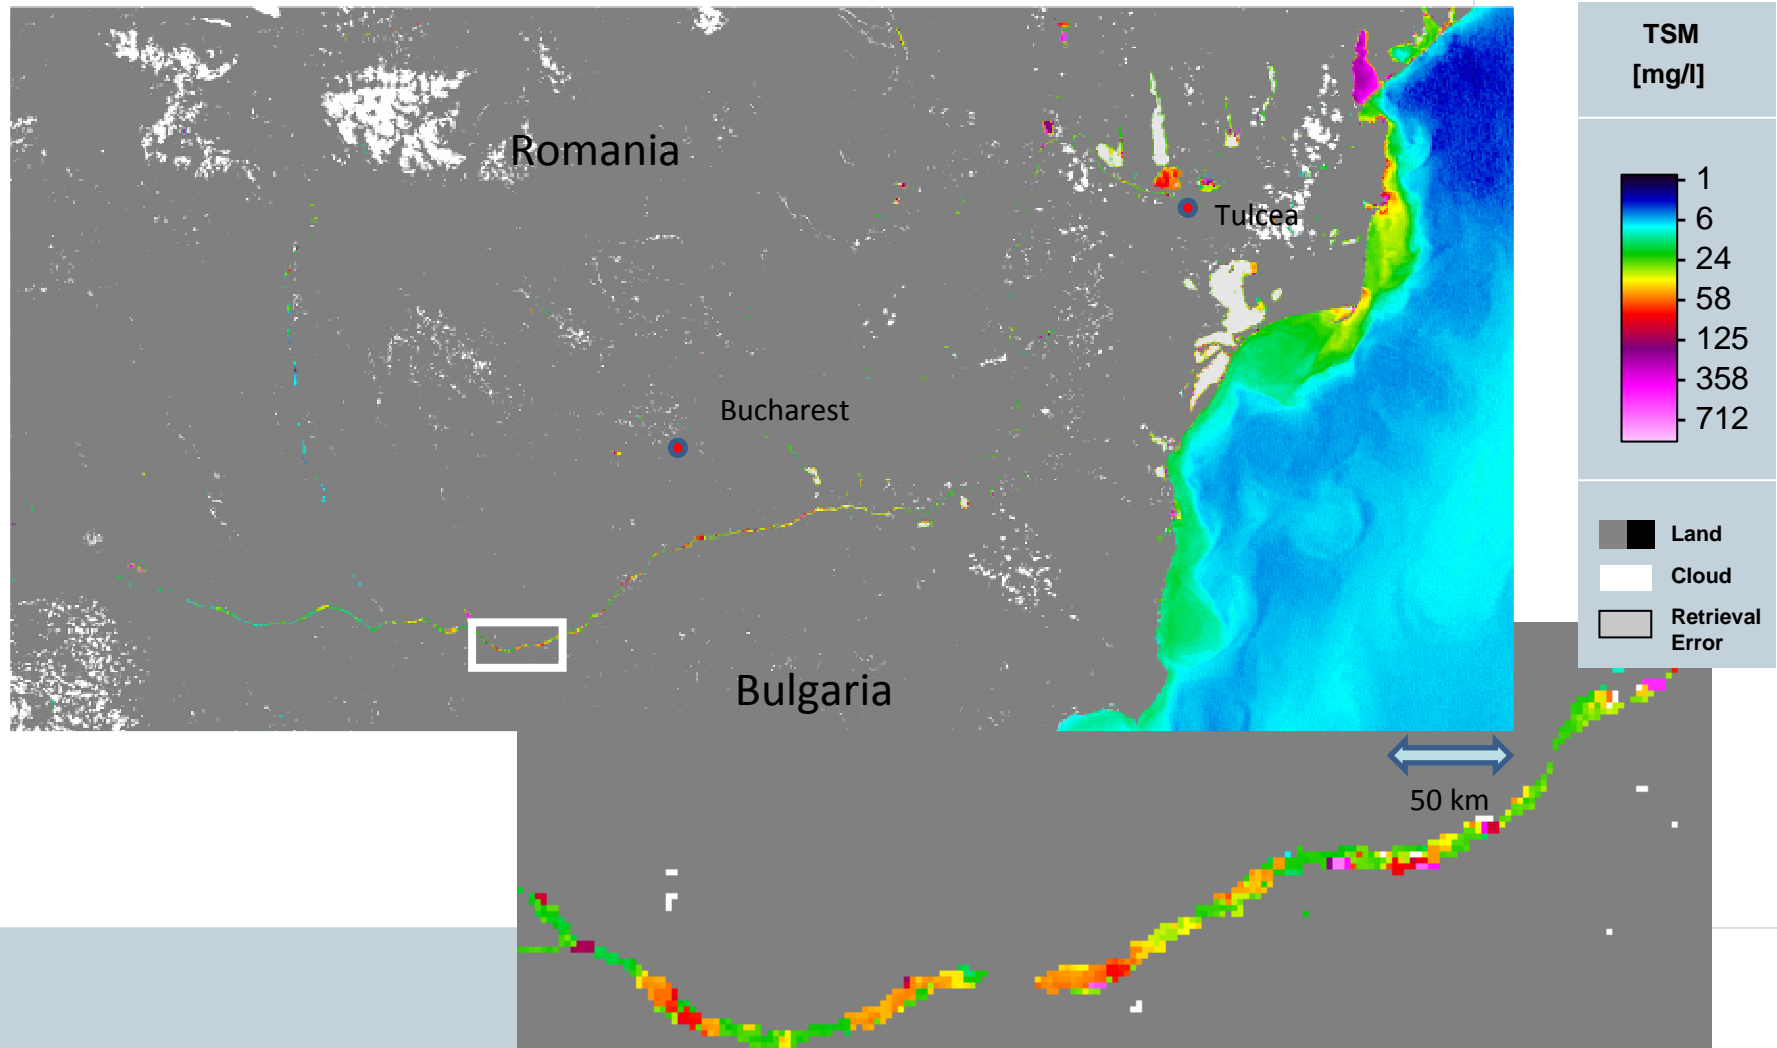 Romania
Tulcea
Bucharest
Bulgaria
50 km
TSM
[mg/l]
1
6
24
58
125
358
712
Land
Cloud
Retrieval
Error